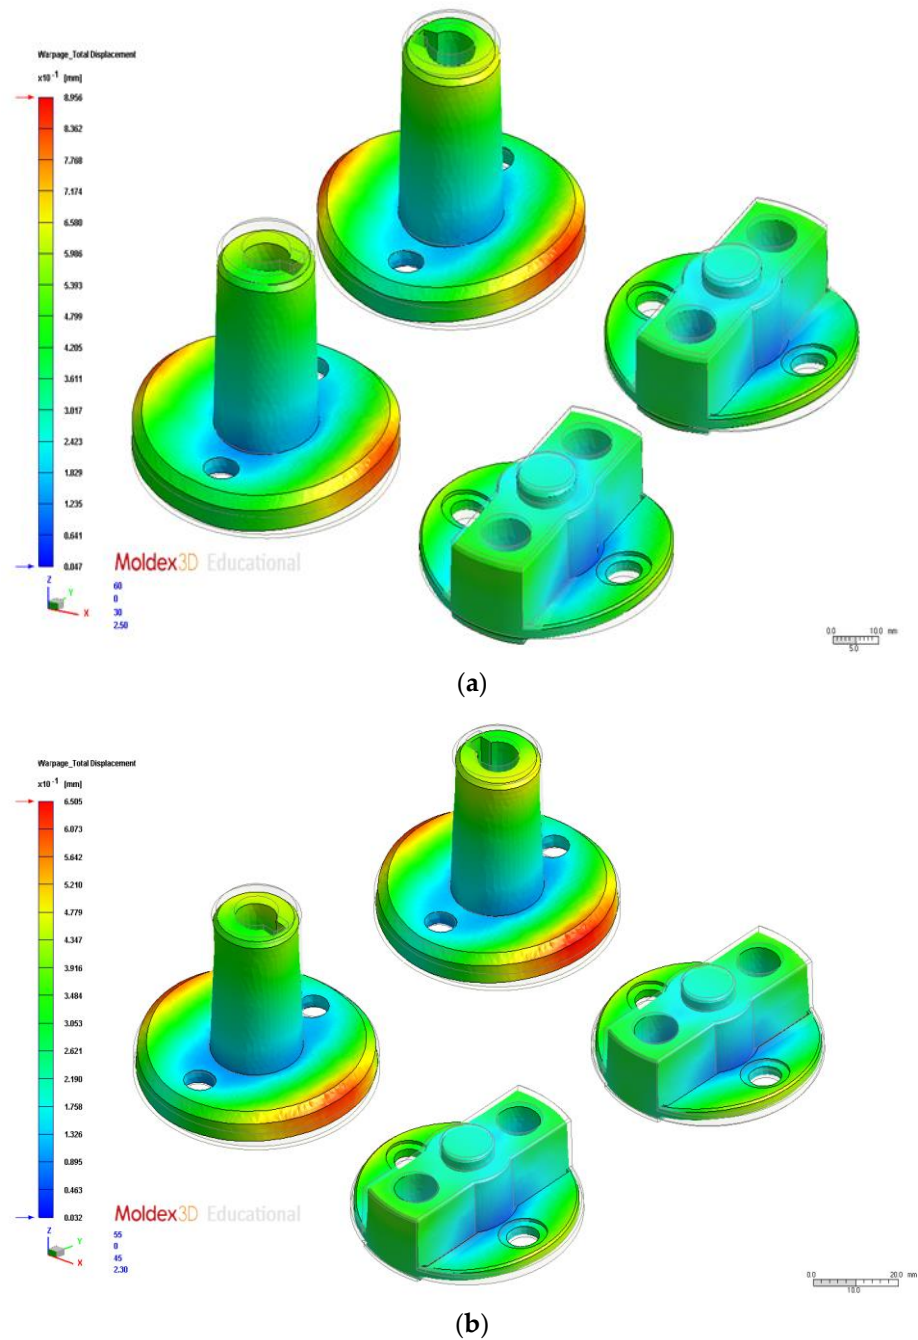 Warpage_Total Displacement
x10 -1 [mm]
8.956
8.362
7.768
7.174
6.580
5.986
5.393
4.799
4.205
3.611
3.017
2.423
1.829
1.235
0.641
0.047
Moldex3D Educational
Z
Y
X
60
0
30
2.50
0.0 10.0 mm
5.0
(a)
Warpage_Total Displacement
x10 -1 [mm]
6.505
6.073
5.642
5.210
4.779
4.347
3.916
3.484
3.053
2.621
2.190
1.758
1.326
0.895
0.463
0.032
Moldex3D Educational
Z
Y
X
55
0
45
2.30
0.0 20.0 mm
10.0
(b)